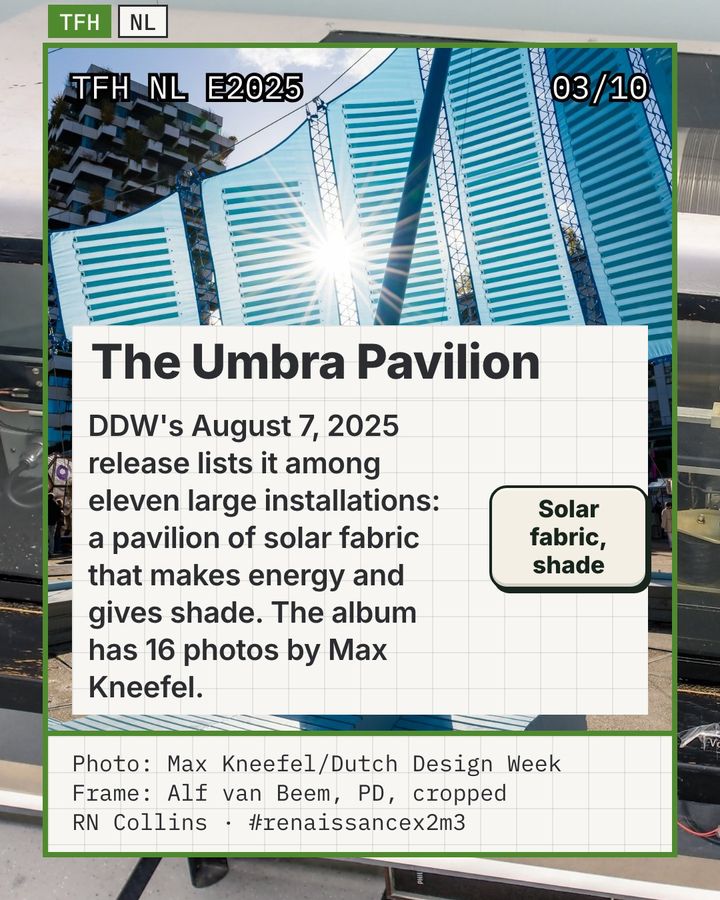 TFH NL
TFH NL E2025 03/10
The Umbra Pavilion
DDW's August 7, 2025
release lists it among
eleven large installations:
a pavilion of solar fabric
that makes energy and
gives shade. The album
has 16 photos by Max
Kneefel.
Solar
fabric,
shade
Photo: Max Kneefel/Dutch Design Week
Frame: Alf van Beem, PD, cropped
RN Collins · #renaissancex2m3